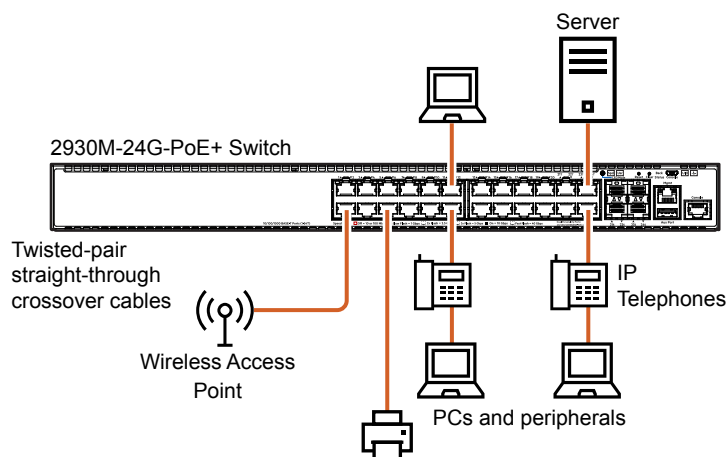 Server
2930M-24G-PoE+ Switch
Twisted-pair
straight-through
crossover cables
IP
Telephones
Wireless Access
Point
PCs and peripherals